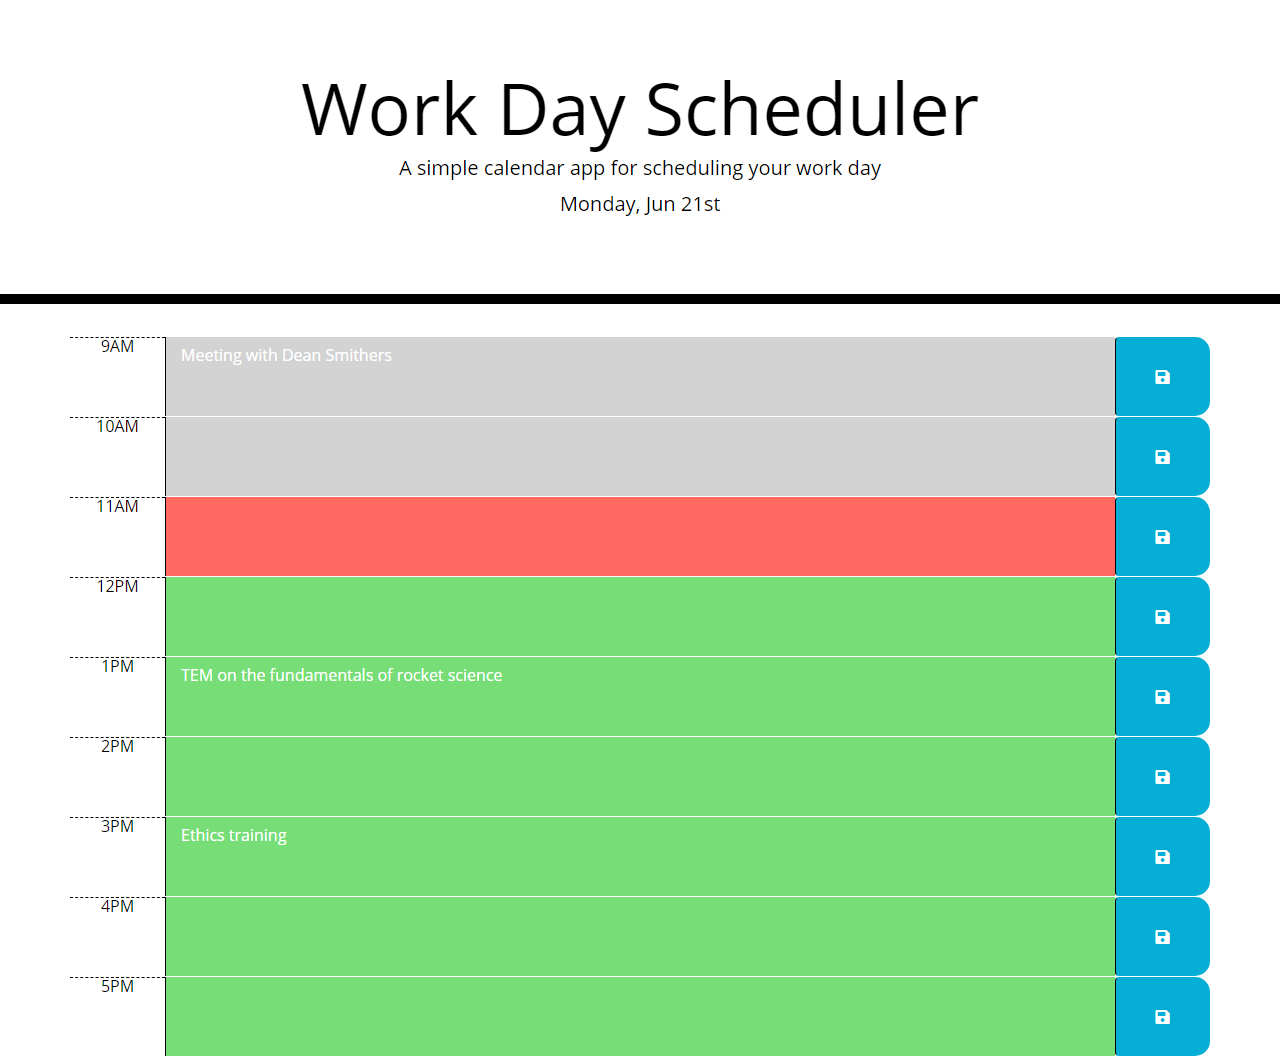 Work Day Scheduler
A simple calendar app for scheduling your work day
Monday, Jun 21st
9AM
Meeting with Dean Smithers
10AM
11AM
12PM
1PM
TEM on the fundamentals of rocket science
2PM
3PM
Ethics training
4PM
5PM